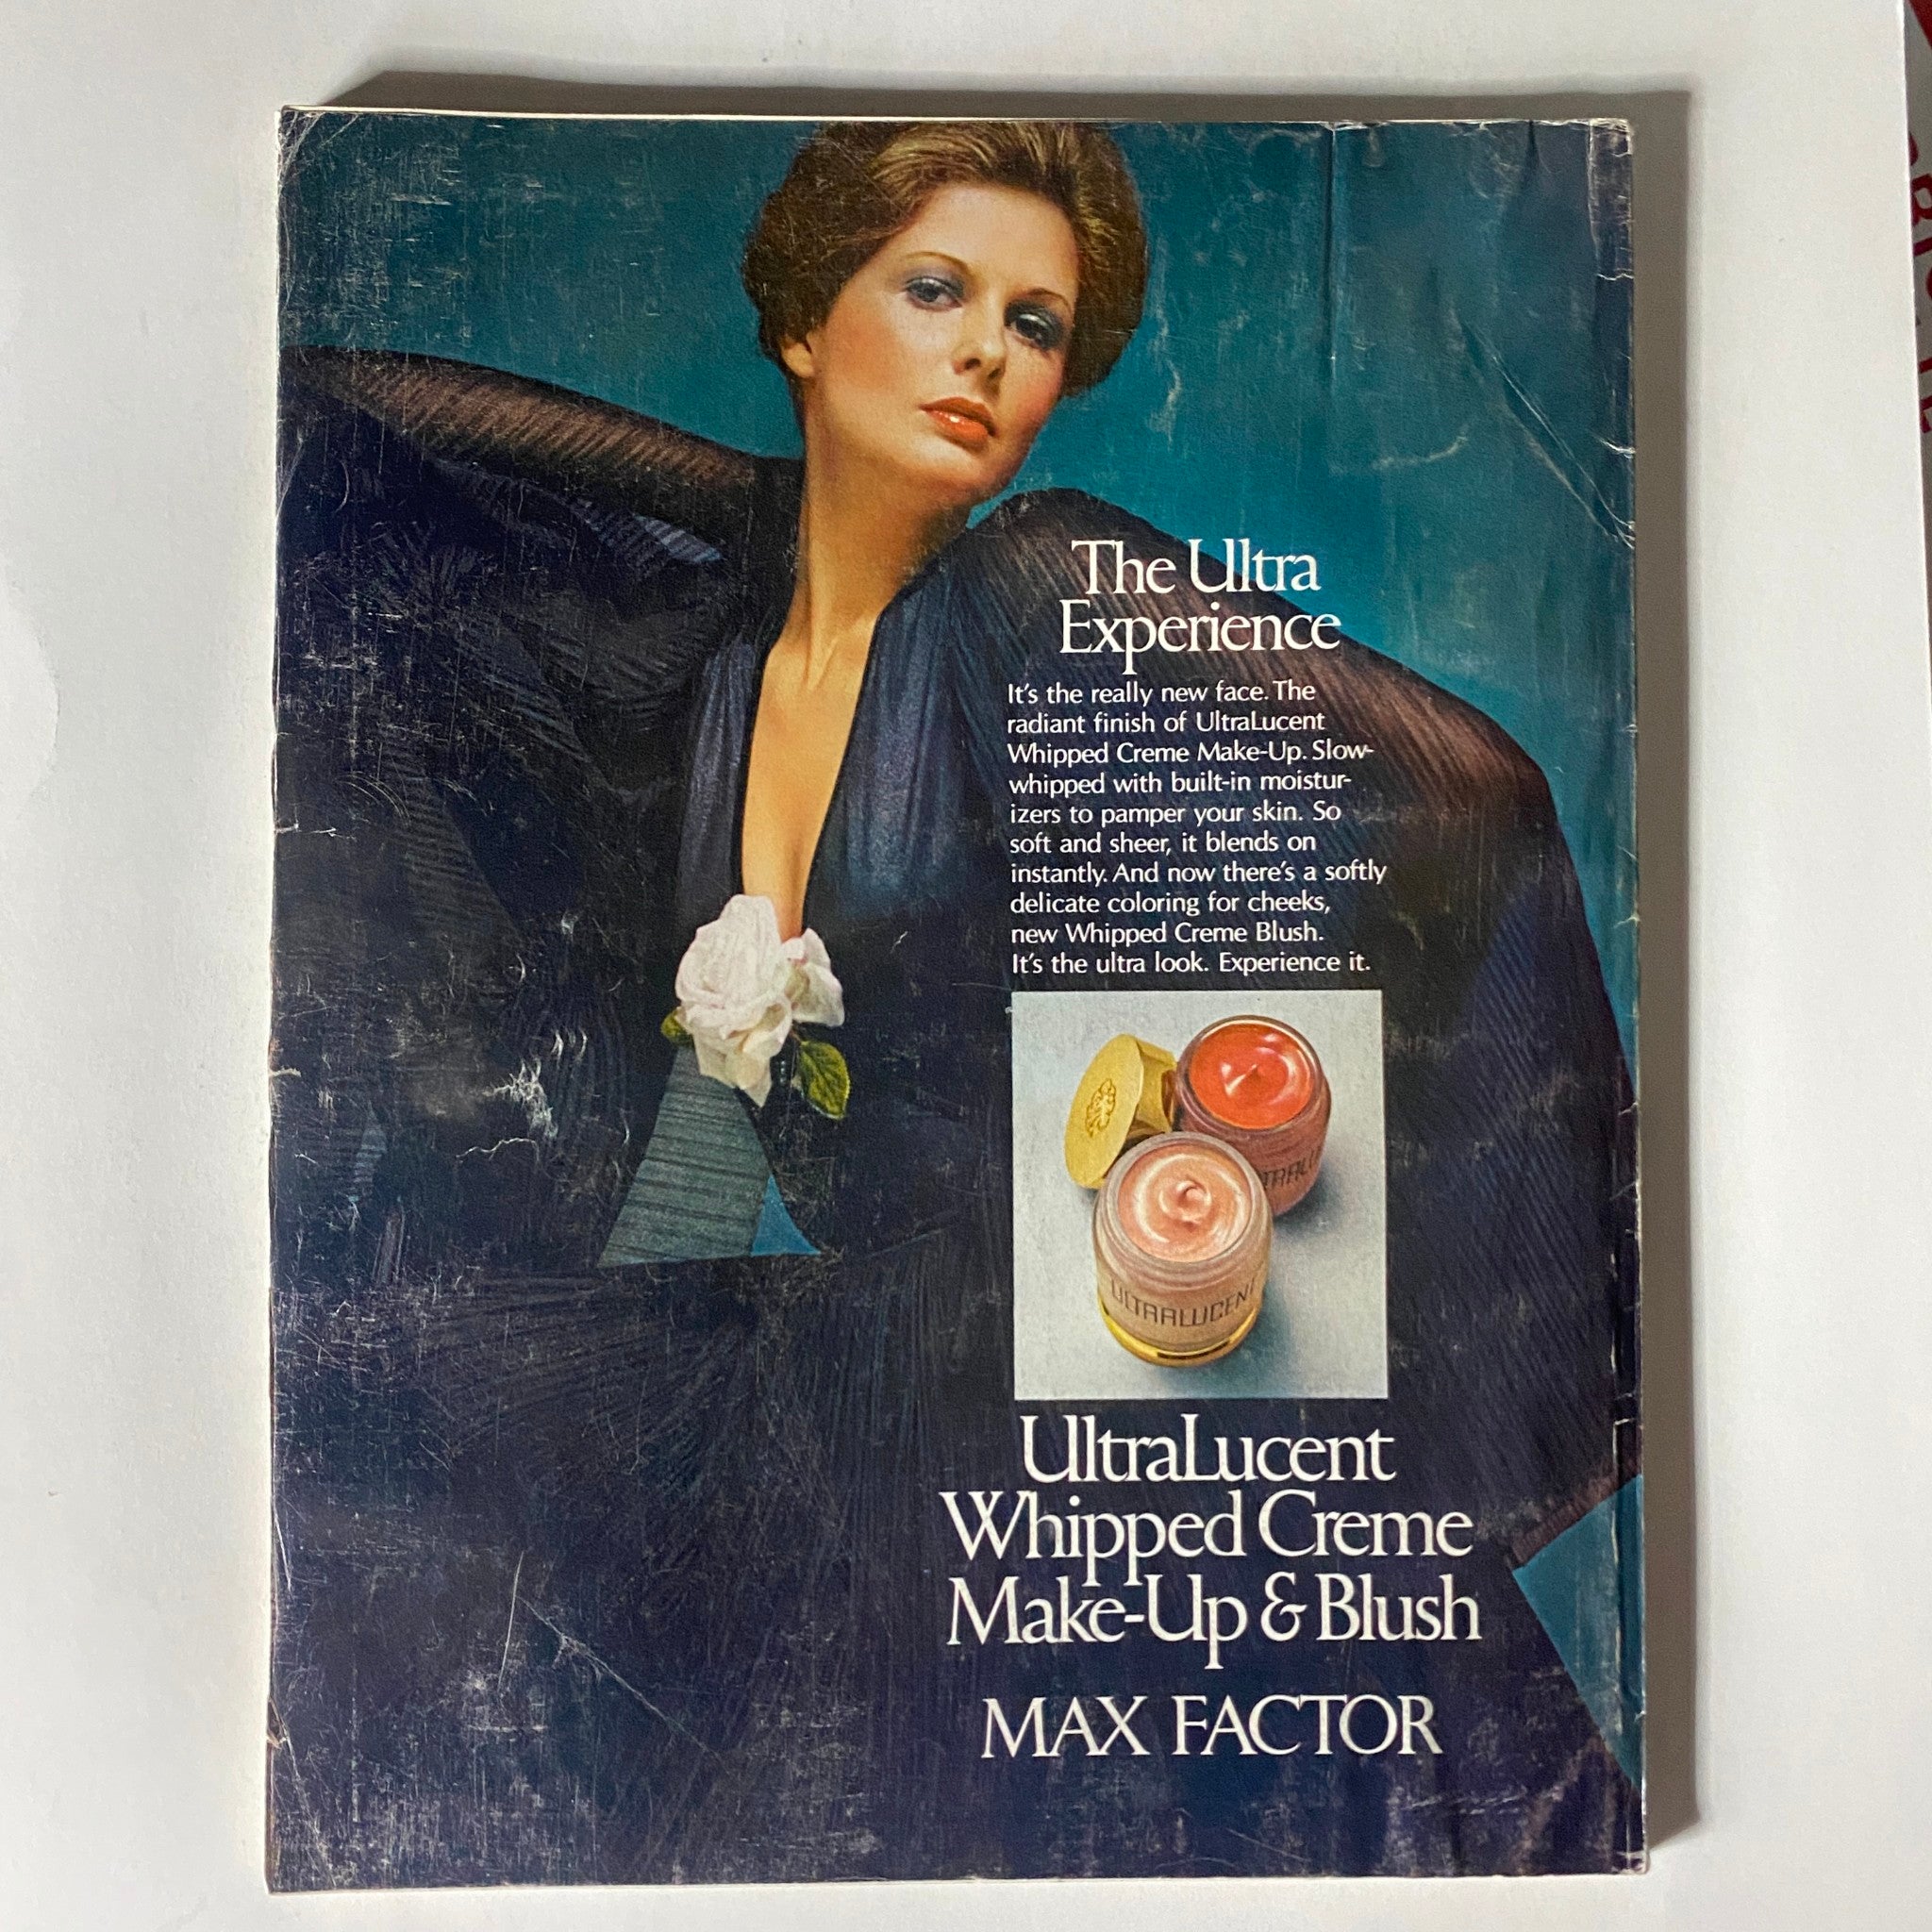 The Ultra
Experience
It's the really new face. The
radiant finish of UltraLucent
Whipped Creme Make-Up. Slow-
whipped with built-in moistur-
izers to pamper your skin. So
soft and sheer, it blends on
instantly. And now there's a softly
delicate coloring for cheeks,
new Whipped Creme Blush.
It's the ultra look. Experience it.
ULTRALUCENT
UltraLucent
Whipped Creme
Make-Up & Blush
MAX FACTOR